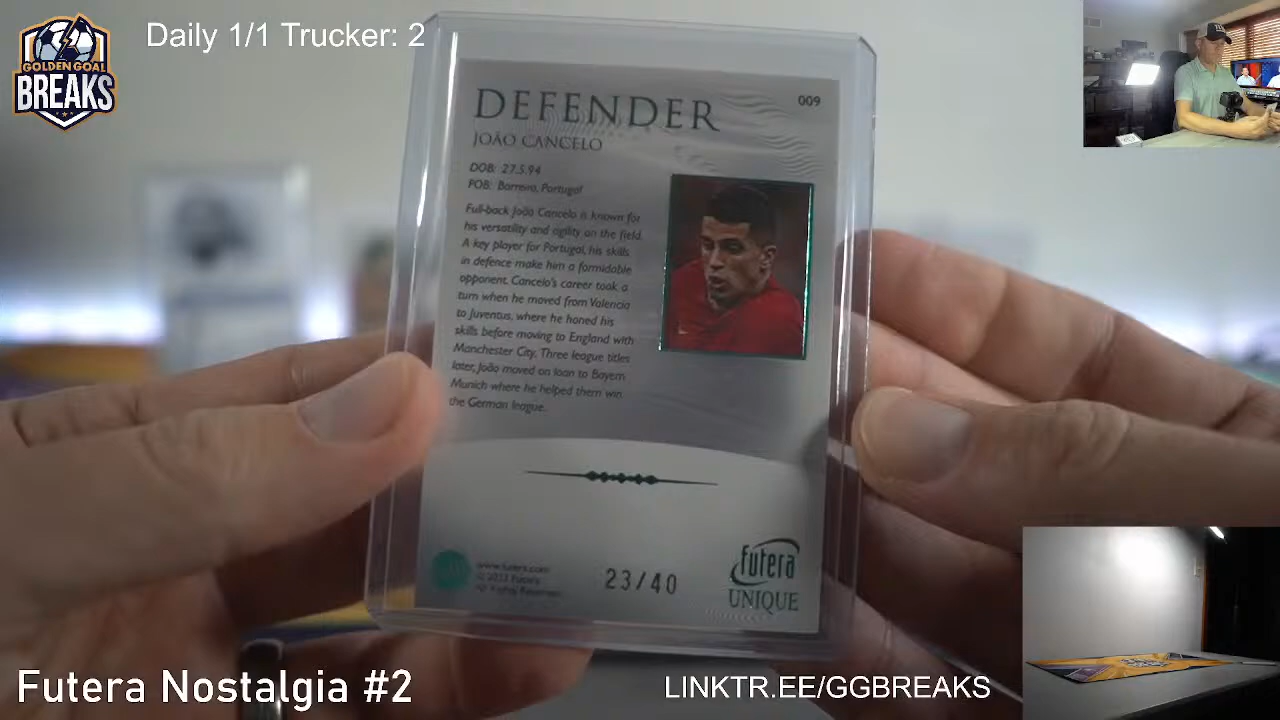 Daily 1/1 Trucker: 2
GOLDEN GOAL
BREAKS
DEFENDER
009
JOÃO CANCELO
DOB: 27.5.94
POB: Barreiro, Portugal
Full-back João Cancelo is known for
his versatility and agility on the field.
A key player for Portugal, his skills
in defence make him a formidable
opponent. Cancelo's career took a
turn when he moved from Valencia
to Juventus, where he honed his
skills before moving to England with
Manchester City. Three league titles
later, João moved on loan to Bayern
Munich where he helped them win
the German league.
www.futera.com
All Rights Reserved
23/40
futera
UNIQUE
Futera Nostalgia #2
LINKTR.EE/GGBREAKS